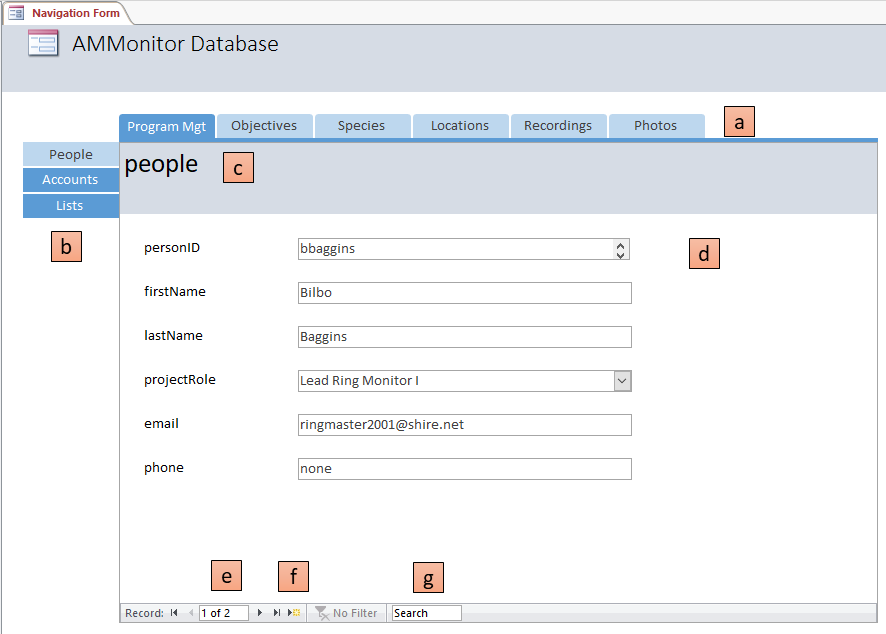 Navigation Form
AMMonitor Database
Program Mgt Objectives Species Locations Recordings Photos a
People
Accounts
Lists
b
people c
personID bbaggins d
firstName Bilbo
lastName Baggins
projectRole Lead Ring Monitor I
email ringmaster2001@shire.net
phone none
e f g
Record: 1 of 2 No Filter Search